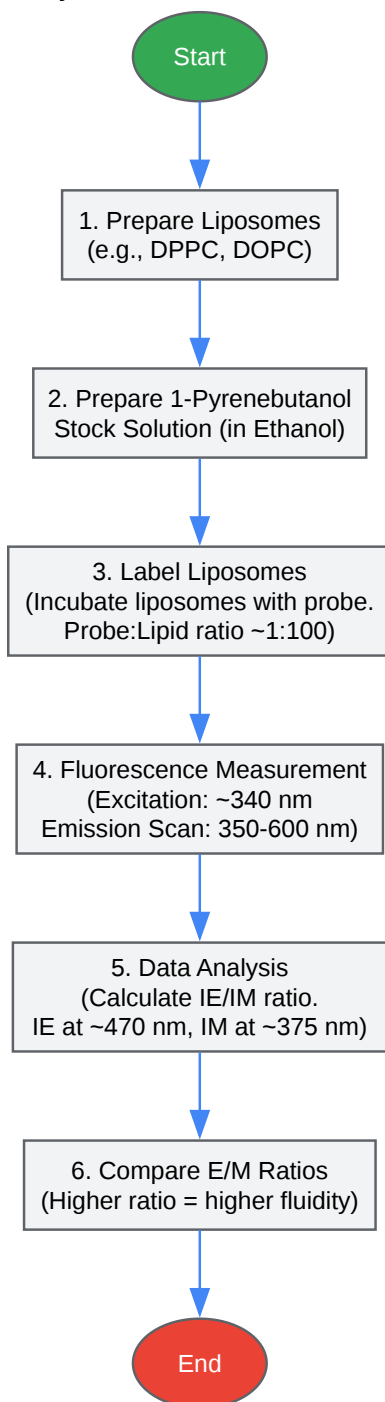 Start
1. Prepare Liposomes
(e.g., DPPC, DOPC)
2. Prepare 1-Pyrenebutanol
Stock Solution (in Ethanol)
3. Label Liposomes
(Incubate liposomes with probe.
Probe:Lipid ratio ~1:100)
4. Fluorescence Measurement
(Excitation: ~340 nm
Emission Scan: 350-600 nm)
5. Data Analysis
(Calculate IE/IM ratio.
IE at ~470 nm, IM at ~375 nm)
6. Compare E/M Ratios
(Higher ratio = higher fluidity)
End